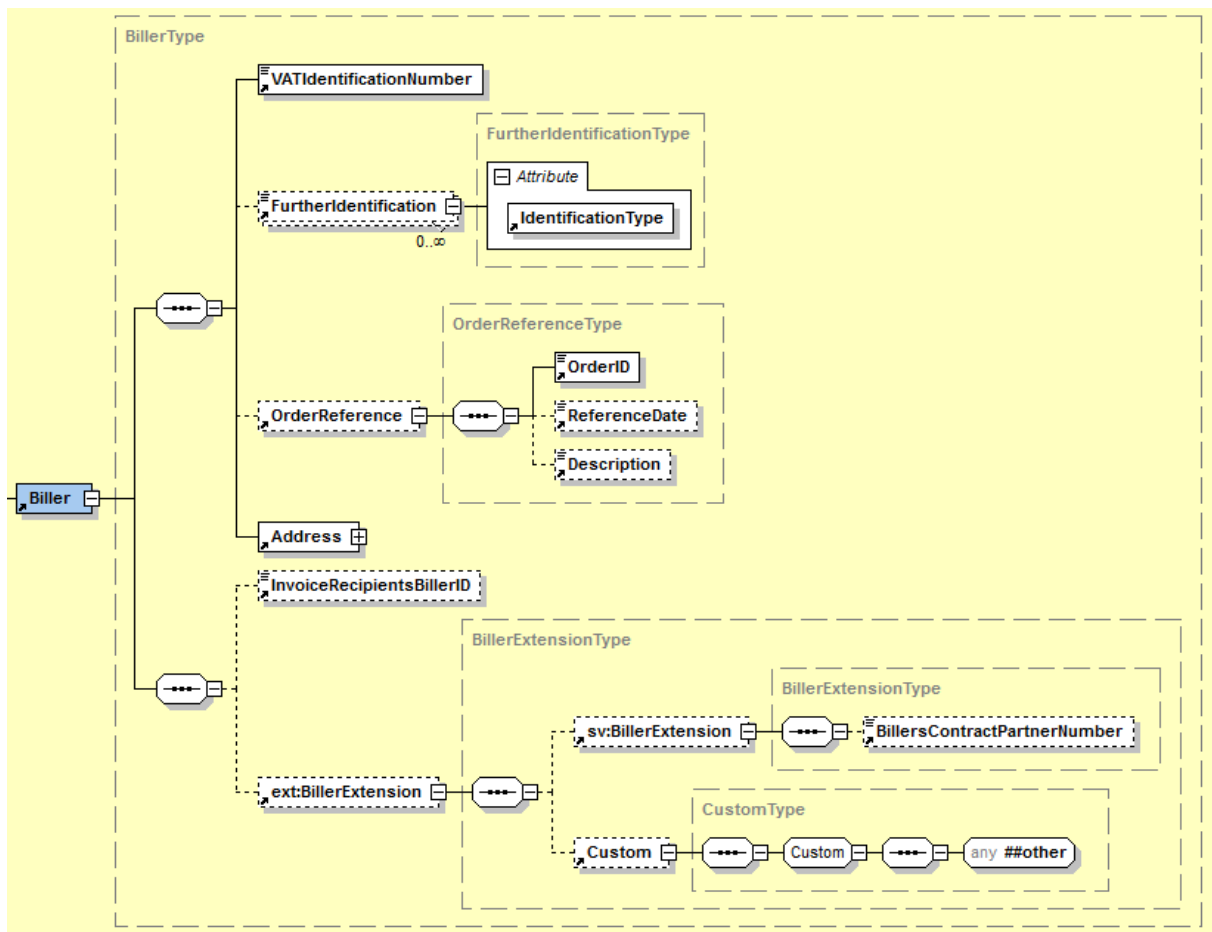 BillerType
VATIdentificationNumber
FurtherIdentificationType
Attribute
FurtherIdentification
IdentificationType
0..∞
OrderReferenceType
OrderID
OrderReference
ReferenceDate
Description
Biller
Address
InvoiceRecipientsBillerID
BillerExtensionType
BillerExtensionType
sv:BillerExtension
BillersContractPartnerNumber
ext:BillerExtension
CustomType
Custom
Custom
any ##other